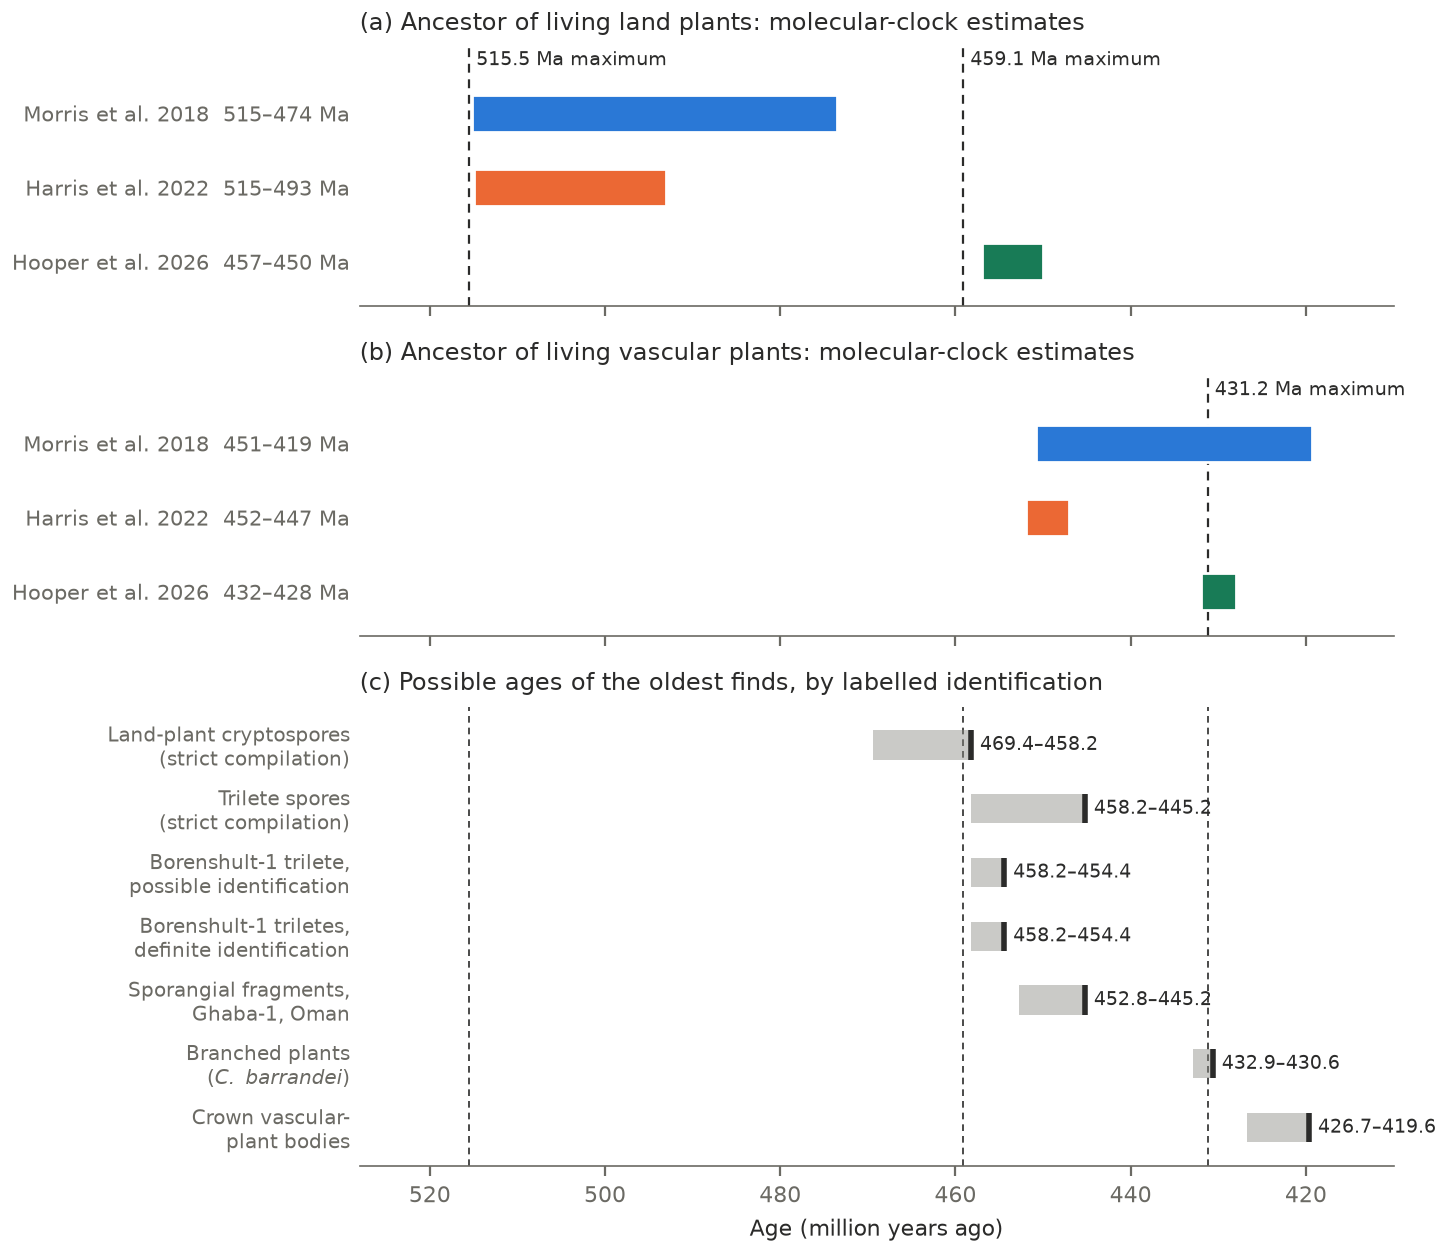 (a) Ancestor of living land plants: molecular-clock estimates
515.5 Ma maximum
459.1 Ma maximum
Morris et al. 2018  515–474 Ma
Harris et al. 2022  515–493 Ma
Hooper et al. 2026  457–450 Ma
(b) Ancestor of living vascular plants: molecular-clock estimates
431.2 Ma maximum
Morris et al. 2018  451–419 Ma
Harris et al. 2022  452–447 Ma
Hooper et al. 2026  432–428 Ma
(c) Possible ages of the oldest finds, by labelled identification
Land-plant cryptospores
(strict compilation)
469.4–458.2
Trilete spores
(strict compilation)
458.2–445.2
Borenshult-1 trilete,
possible identification
458.2–454.4
Borenshult-1 triletes,
definite identification
458.2–454.4
Sporangial fragments,
Ghaba-1, Oman
452.8–445.2
Branched plants
(C. barrandei)
432.9–430.6
Crown vascular-
plant bodies
426.7–419.6
520 500 480 460 440 420
Age (million years ago)